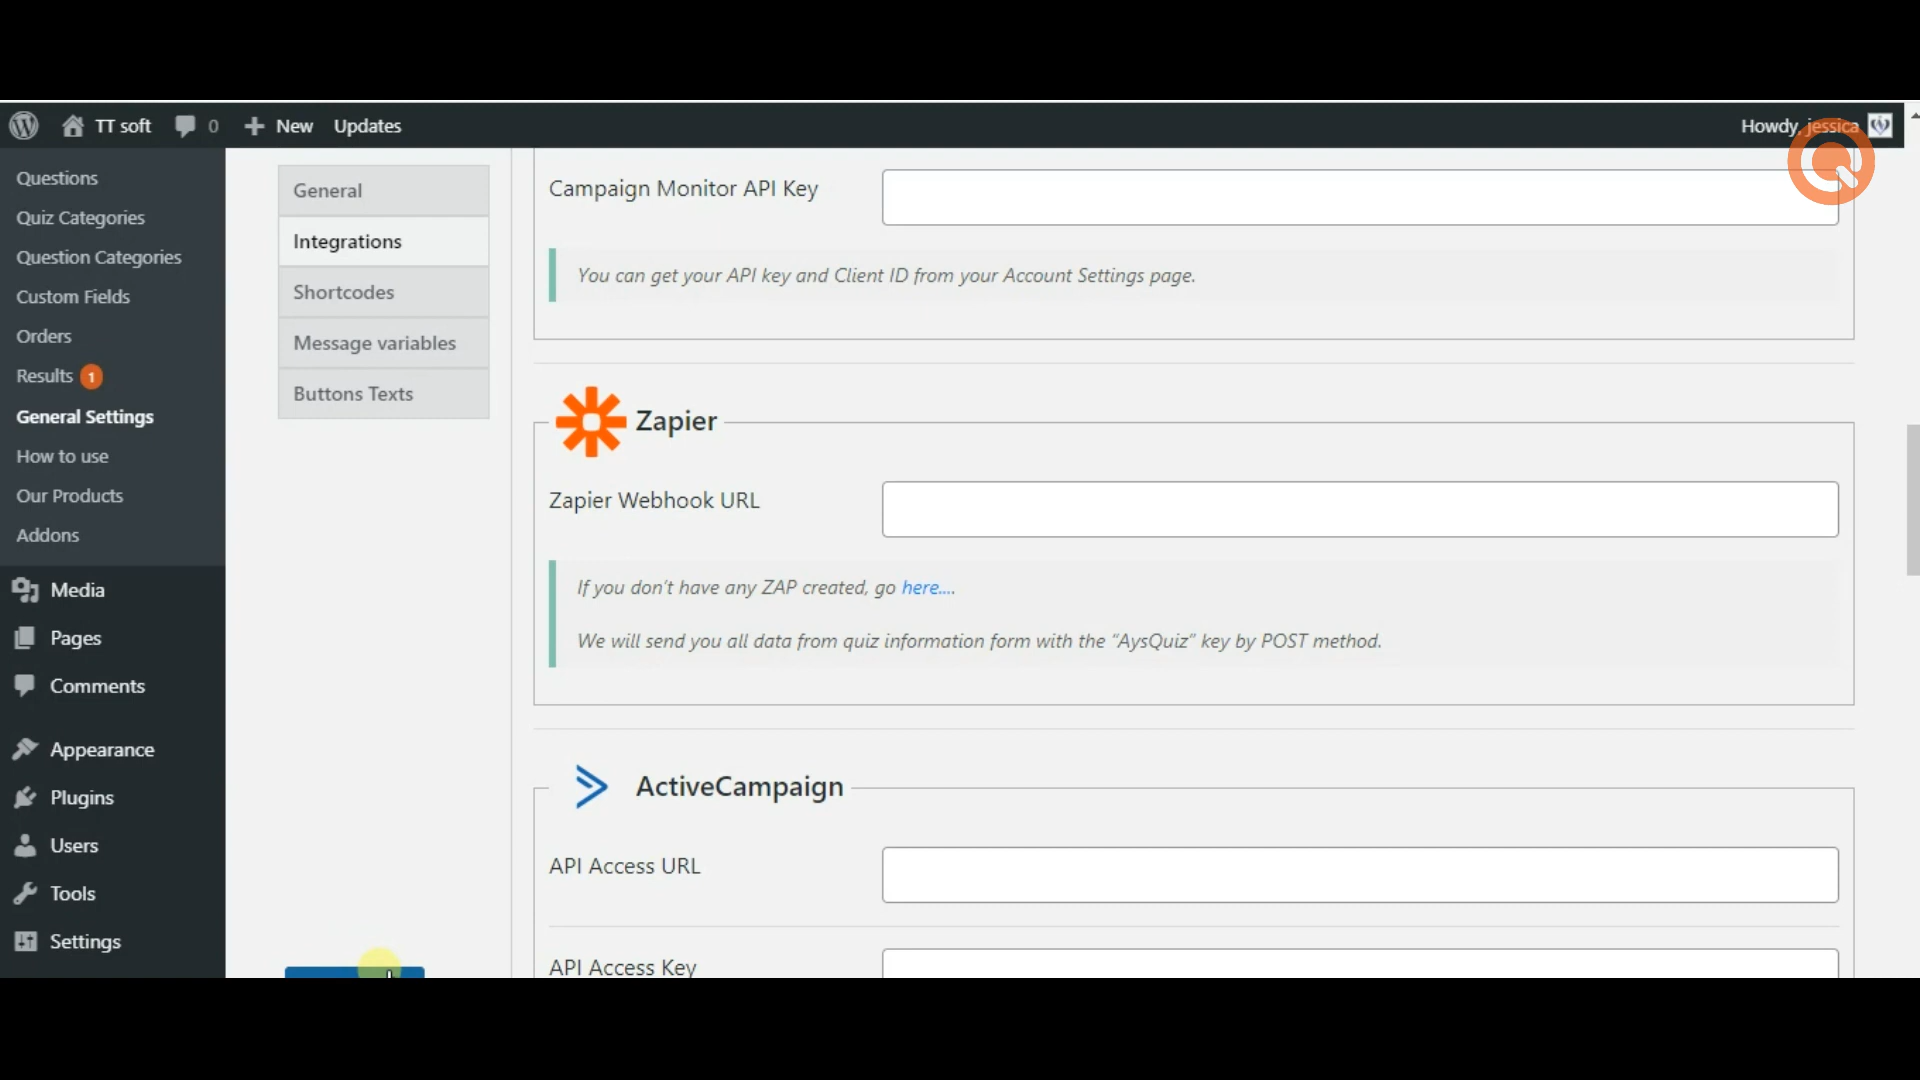 TT soft
0
New
Updates
Howdy, jessica
Questions
Quiz Categories
Question Categories
Custom Fields
Orders
Results 1
General Settings
How to use
Our Products
Addons
Media
Pages
Comments
Appearance
Plugins
Users
Tools
Settings
General
Integrations
Shortcodes
Message variables
Buttons Texts
Campaign Monitor API Key
You can get your API key and Client ID from your Account Settings page.
Zapier
Zapier Webhook URL
If you don't have any ZAP created, go here....
We will send you all data from quiz information form with the “AysQuiz” key by POST method.
ActiveCampaign
API Access URL
API Access Key